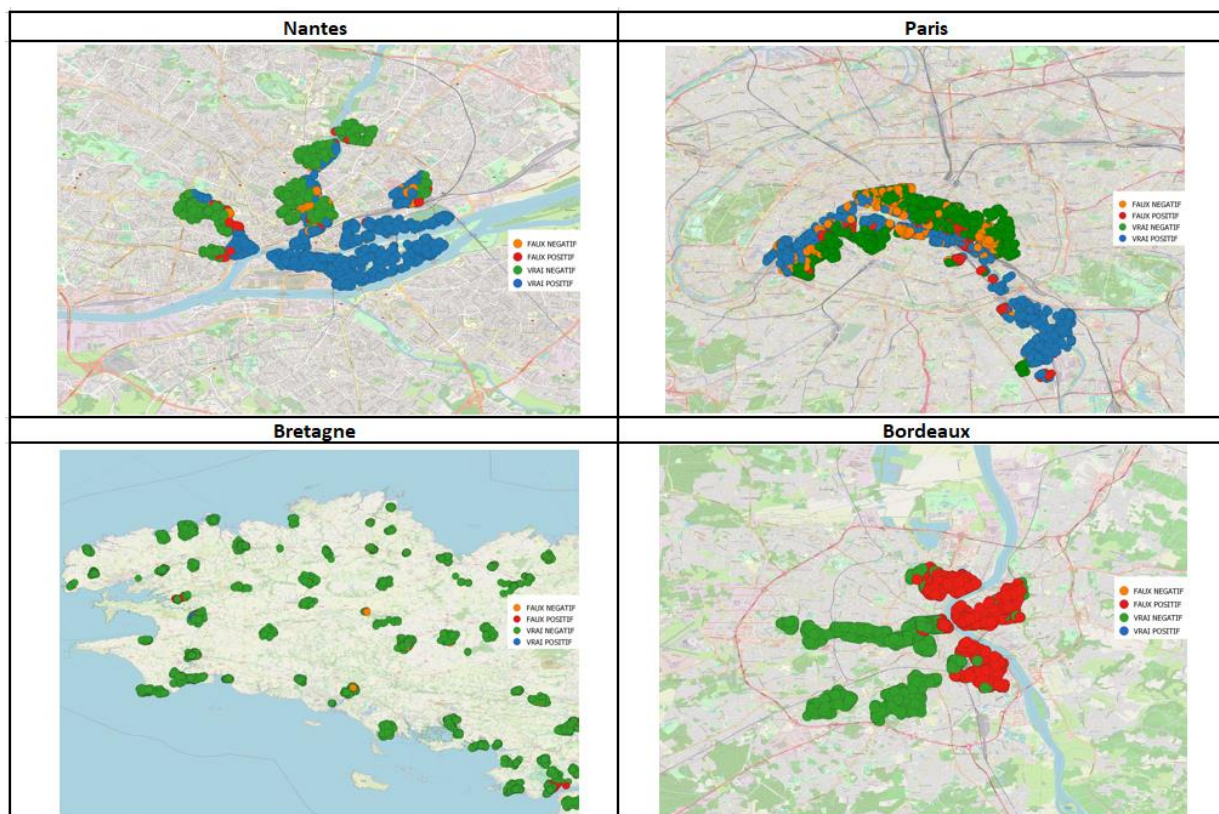 Nantes
Paris
FAUX NEGATIF
FAUX POSITIF
VRAI NEGATIF
VRAI POSITIF
FAUX NEGATIF
FAUX POSITIF
VRAI NEGATIF
VRAI POSITIF
Bretagne
Bordeaux
FAUX NEGATIF
FAUX POSITIF
VRAI NEGATIF
VRAI POSITIF
FAUX NEGATIF
FAUX POSITIF
VRAI NEGATIF
VRAI POSITIF